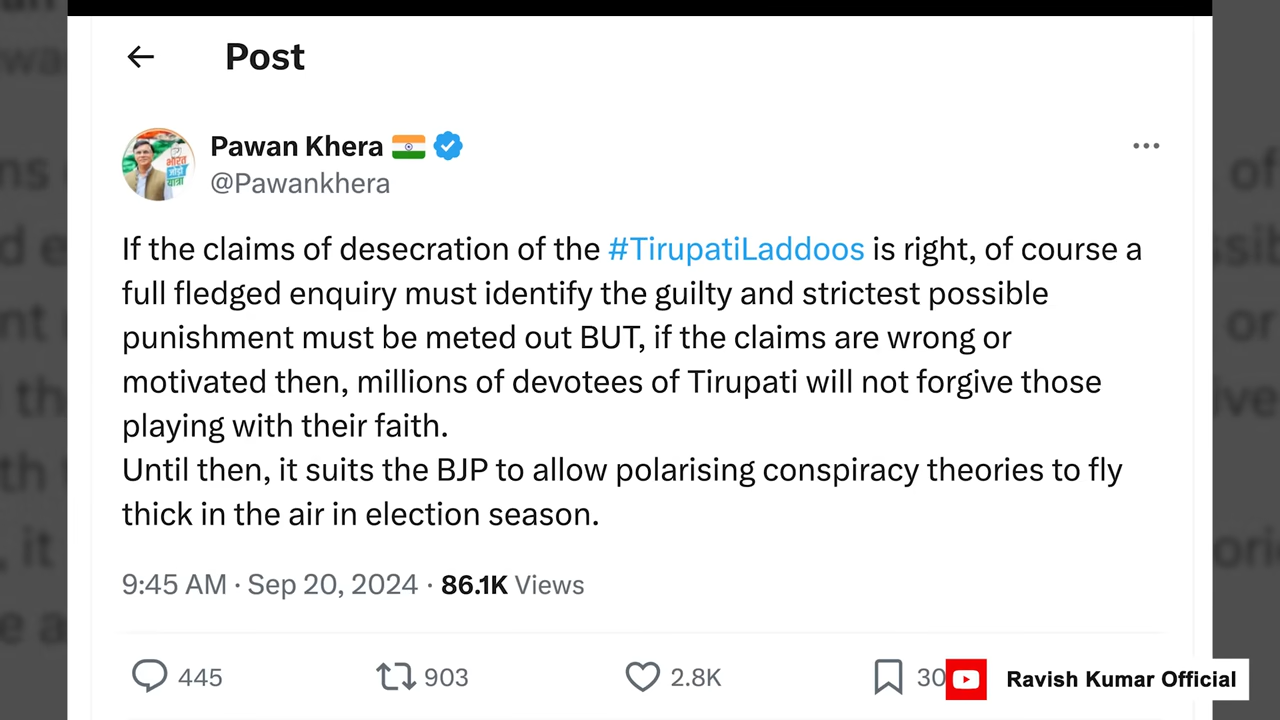 Post
Pawan Khera
@Pawankhera
भारत
जोड़ो
यात्रा
If the claims of desecration of the #TirupatiLaddoos is right, of course a
full fledged enquiry must identify the guilty and strictest possible
punishment must be meted out BUT, if the claims are wrong or
motivated then, millions of devotees of Tirupati will not forgive those
playing with their faith.
Until then, it suits the BJP to allow polarising conspiracy theories to fly
thick in the air in election season.
9:45 AM · Sep 20, 2024 · 86.1K Views
445 903 2.8K 30
Ravish Kumar Official